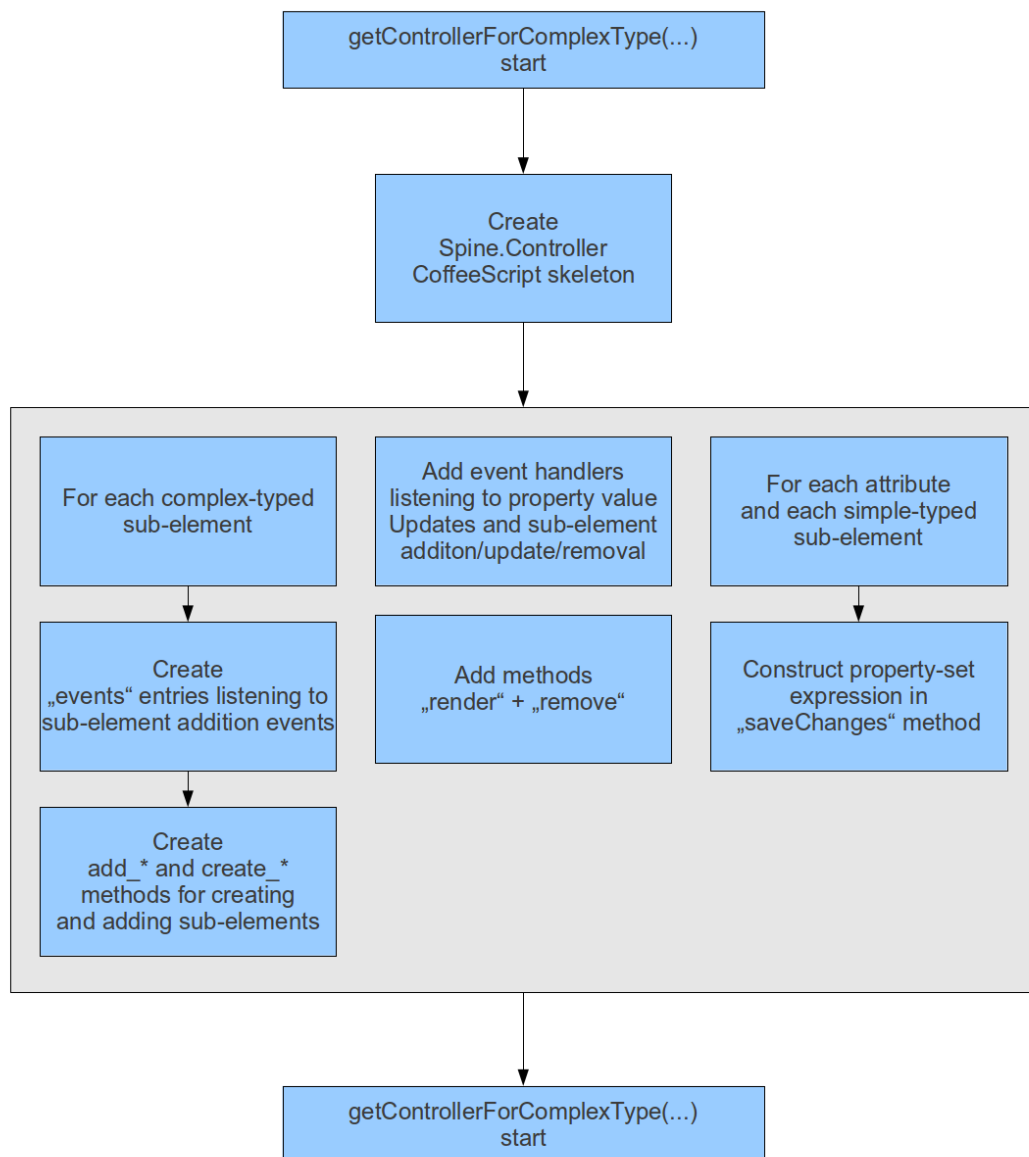 getControllerForComplexType(...)
start
Create
Spine.Controller
CoffeeScript skeleton
For each complex-typed
sub-element
Create
„events“ entries listening to
sub-element addition events
Create
add_* and create_*
methods for creating
and adding sub-elements
Add event handlers
listening to property value
Updates and sub-element
additon/update/removal
Add methods
„render“ + „remove“
For each attribute
and each simple-typed
sub-element
Construct property-set
expression in
„saveChanges“ method
getControllerForComplexType(...)
start